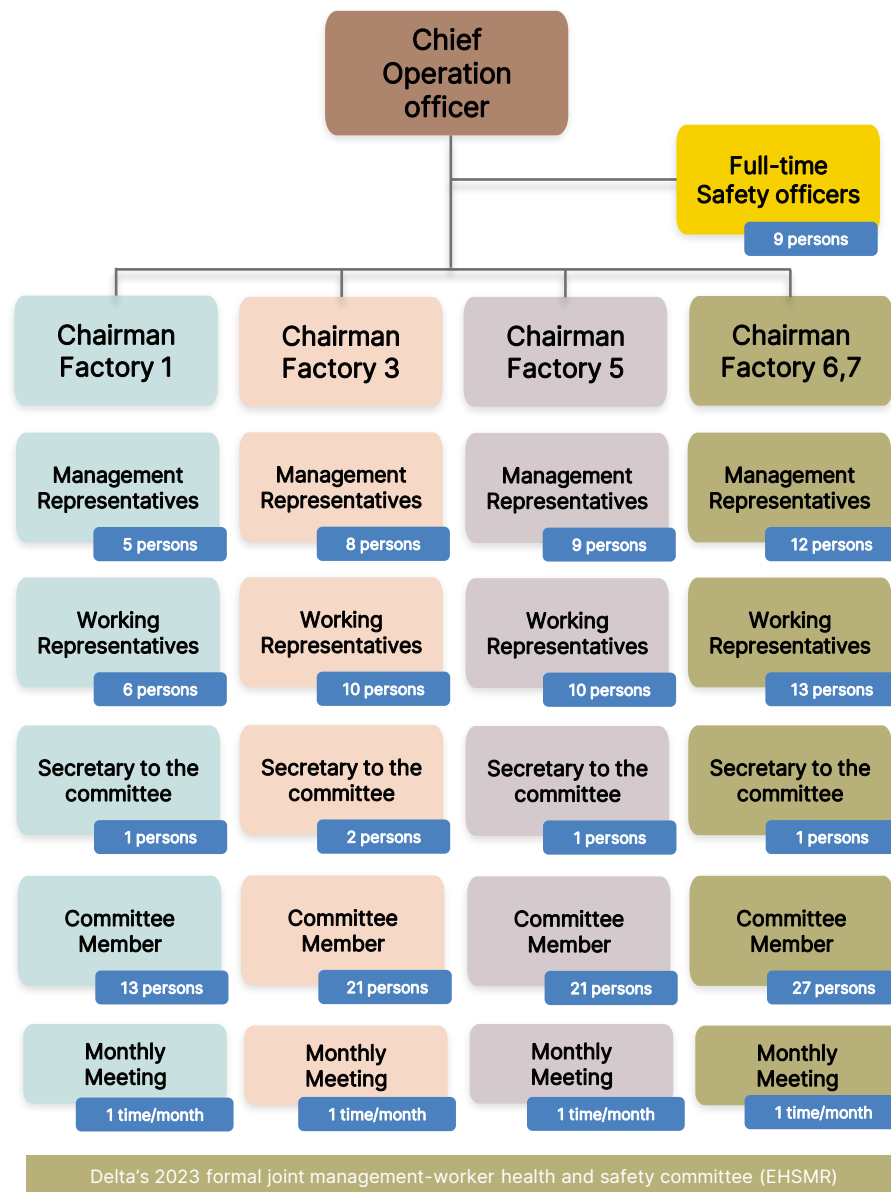 Chief
Operation
officer
Full-time
Safety officers
9 persons
Chairman
Factory 1
Chairman
Factory 3
Chairman
Factory 5
Chairman
Factory 6,7
Management
Representatives
5 persons
Management
Representatives
8 persons
Management
Representatives
9 persons
Management
Representatives
12 persons
Working
Representatives
6 persons
Working
Representatives
10 persons
Working
Representatives
10 persons
Working
Representatives
13 persons
Secretary to the
committee
1 persons
Secretary to the
committee
2 persons
Secretary to the
committee
1 persons
Secretary to the
committee
1 persons
Committee
Member
13 persons
Committee
Member
21 persons
Committee
Member
21 persons
Committee
Member
27 persons
Monthly
Meeting
1 time/month
Monthly
Meeting
1 time/month
Monthly
Meeting
1 time/month
Monthly
Meeting
1 time/month
Delta's 2023 formal joint management-worker health and safety committee (EHSMR)